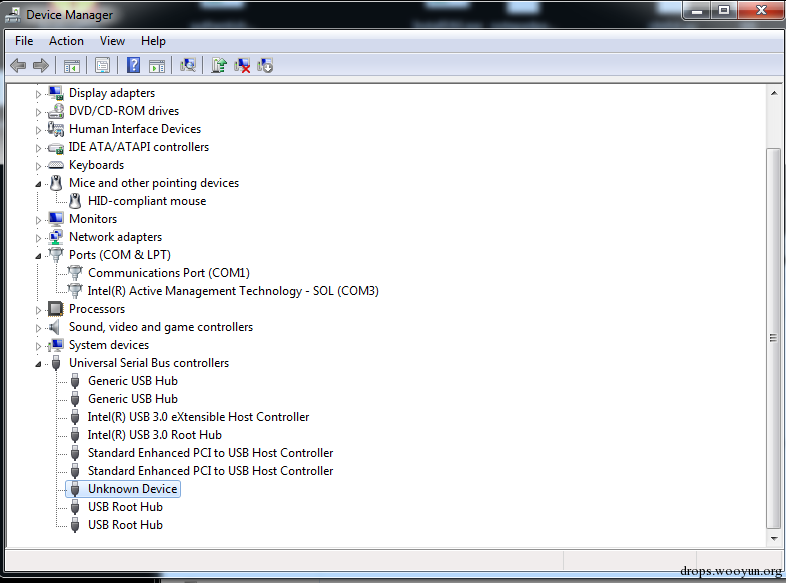 Device Manager
File Action View Help
Display adapters
DVD/CD-ROM drives
Human Interface Devices
IDE ATA/ATAPI controllers
Keyboards
Mice and other pointing devices
HID-compliant mouse
Monitors
Network adapters
Ports (COM & LPT)
Communications Port (COM1)
Intel(R) Active Management Technology - SOL (COM3)
Processors
Sound, video and game controllers
System devices
Universal Serial Bus controllers
Generic USB Hub
Generic USB Hub
Intel(R) USB 3.0 eXtensible Host Controller
Intel(R) USB 3.0 Root Hub
Standard Enhanced PCI to USB Host Controller
Standard Enhanced PCI to USB Host Controller
Unknown Device
USB Root Hub
USB Root Hub
drops.wooyun.org